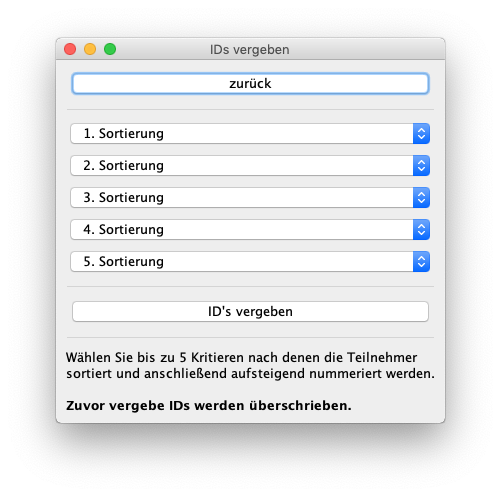 IDs vergeben
zurück
1. Sortierung
2. Sortierung
3. Sortierung
4. Sortierung
5. Sortierung
ID's vergeben
Wählen Sie bis zu 5 Kritieren nach denen die Teilnehmer
sortiert und anschließend aufsteigend nummeriert werden.
Zuvor vergebe IDs werden überschrieben.